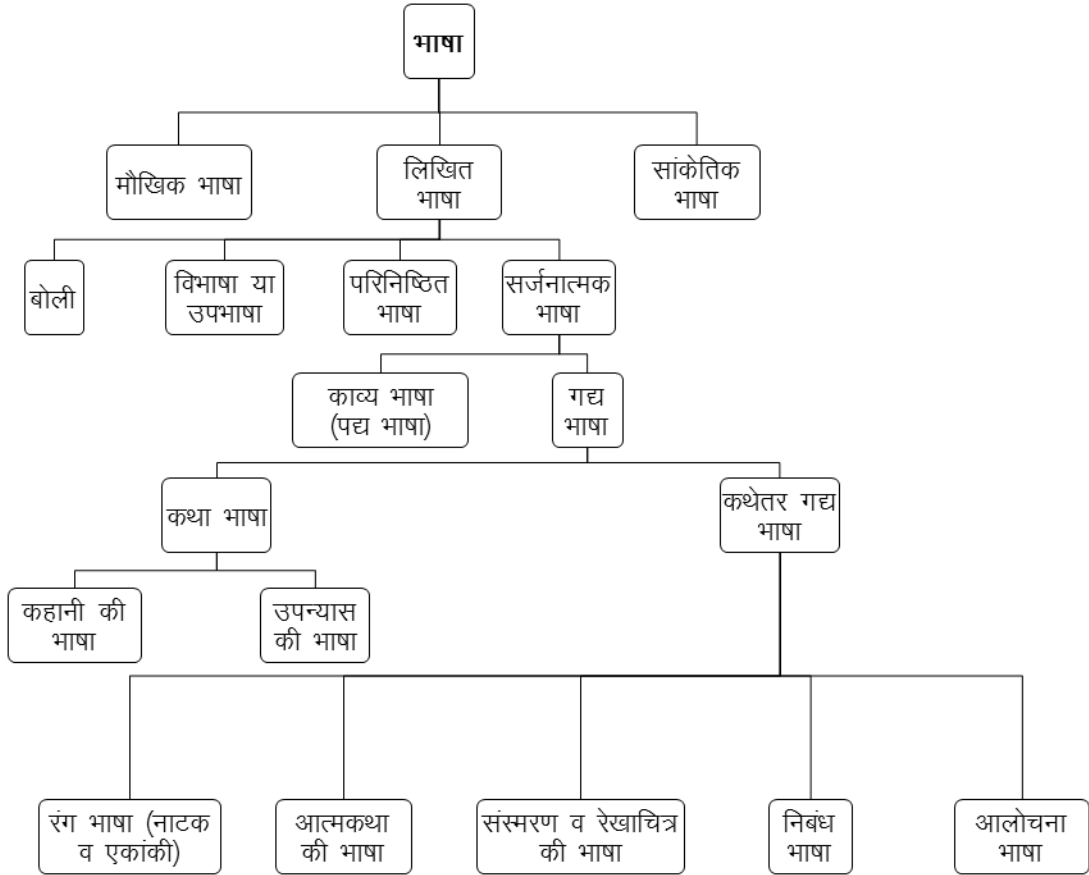 भाषा
मौखिक भाषा
लिखित
भाषा
सांकेतिक
भाषा
बोली
विभाषा या
उपभाषा
परिनिष्ठित
भाषा
सर्जनात्मक
भाषा
काव्य भाषा
(पद्य भाषा)
गद्य
भाषा
कथा भाषा
कथेतर गद्य
भाषा
कहानी की
भाषा
उपन्यास
की भाषा
रंग भाषा (नाटक
व एकांकी)
आत्मकथा
की भाषा
संस्मरण व रेखाचित्र
की भाषा
निबंध
भाषा
आलोचना
भाषा